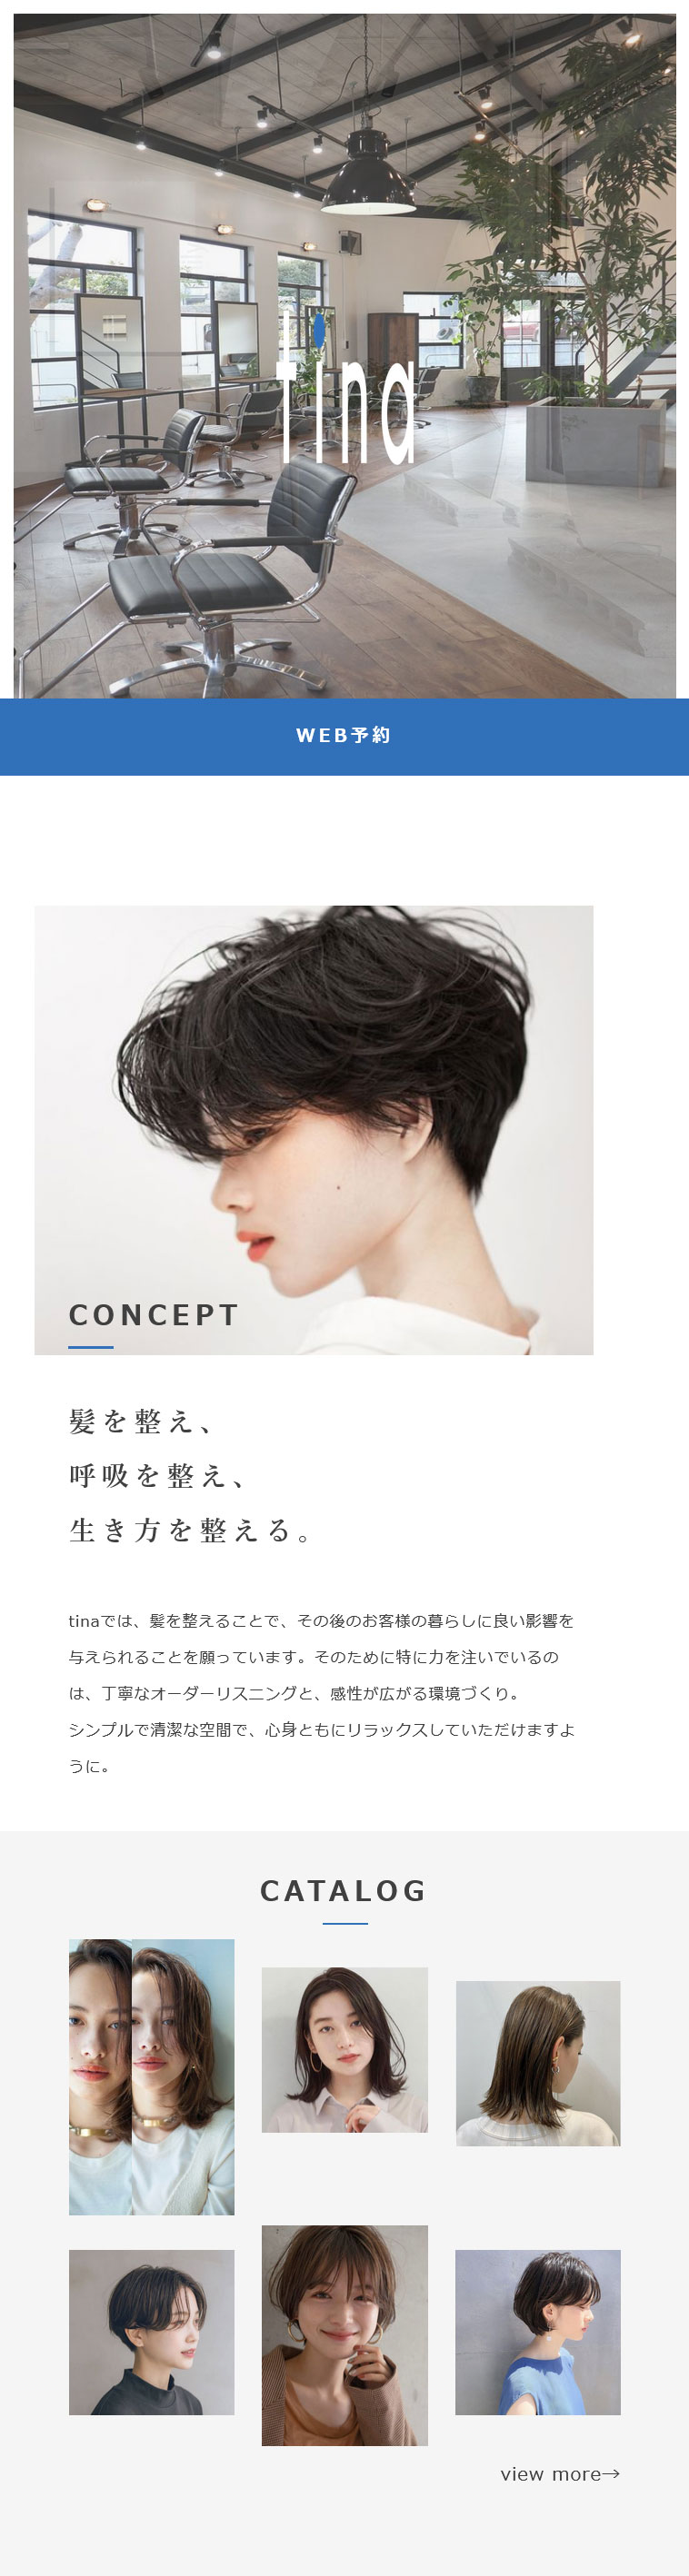 tina
WEB予約
CONCEPT
髪を整え、
呼吸を整え、
生き方を整える。
tinaでは、髪を整えることで、その後のお客様の暮らしに良い影響を
与えられることを願っています。そのために特に力を注いでいるの
は、丁寧なオーダーリスニングと、感性が広がる環境づくり。
シンプルで清潔な空間で、心身ともにリラックスしていただけますよ
うに。
CATALOG
view more→